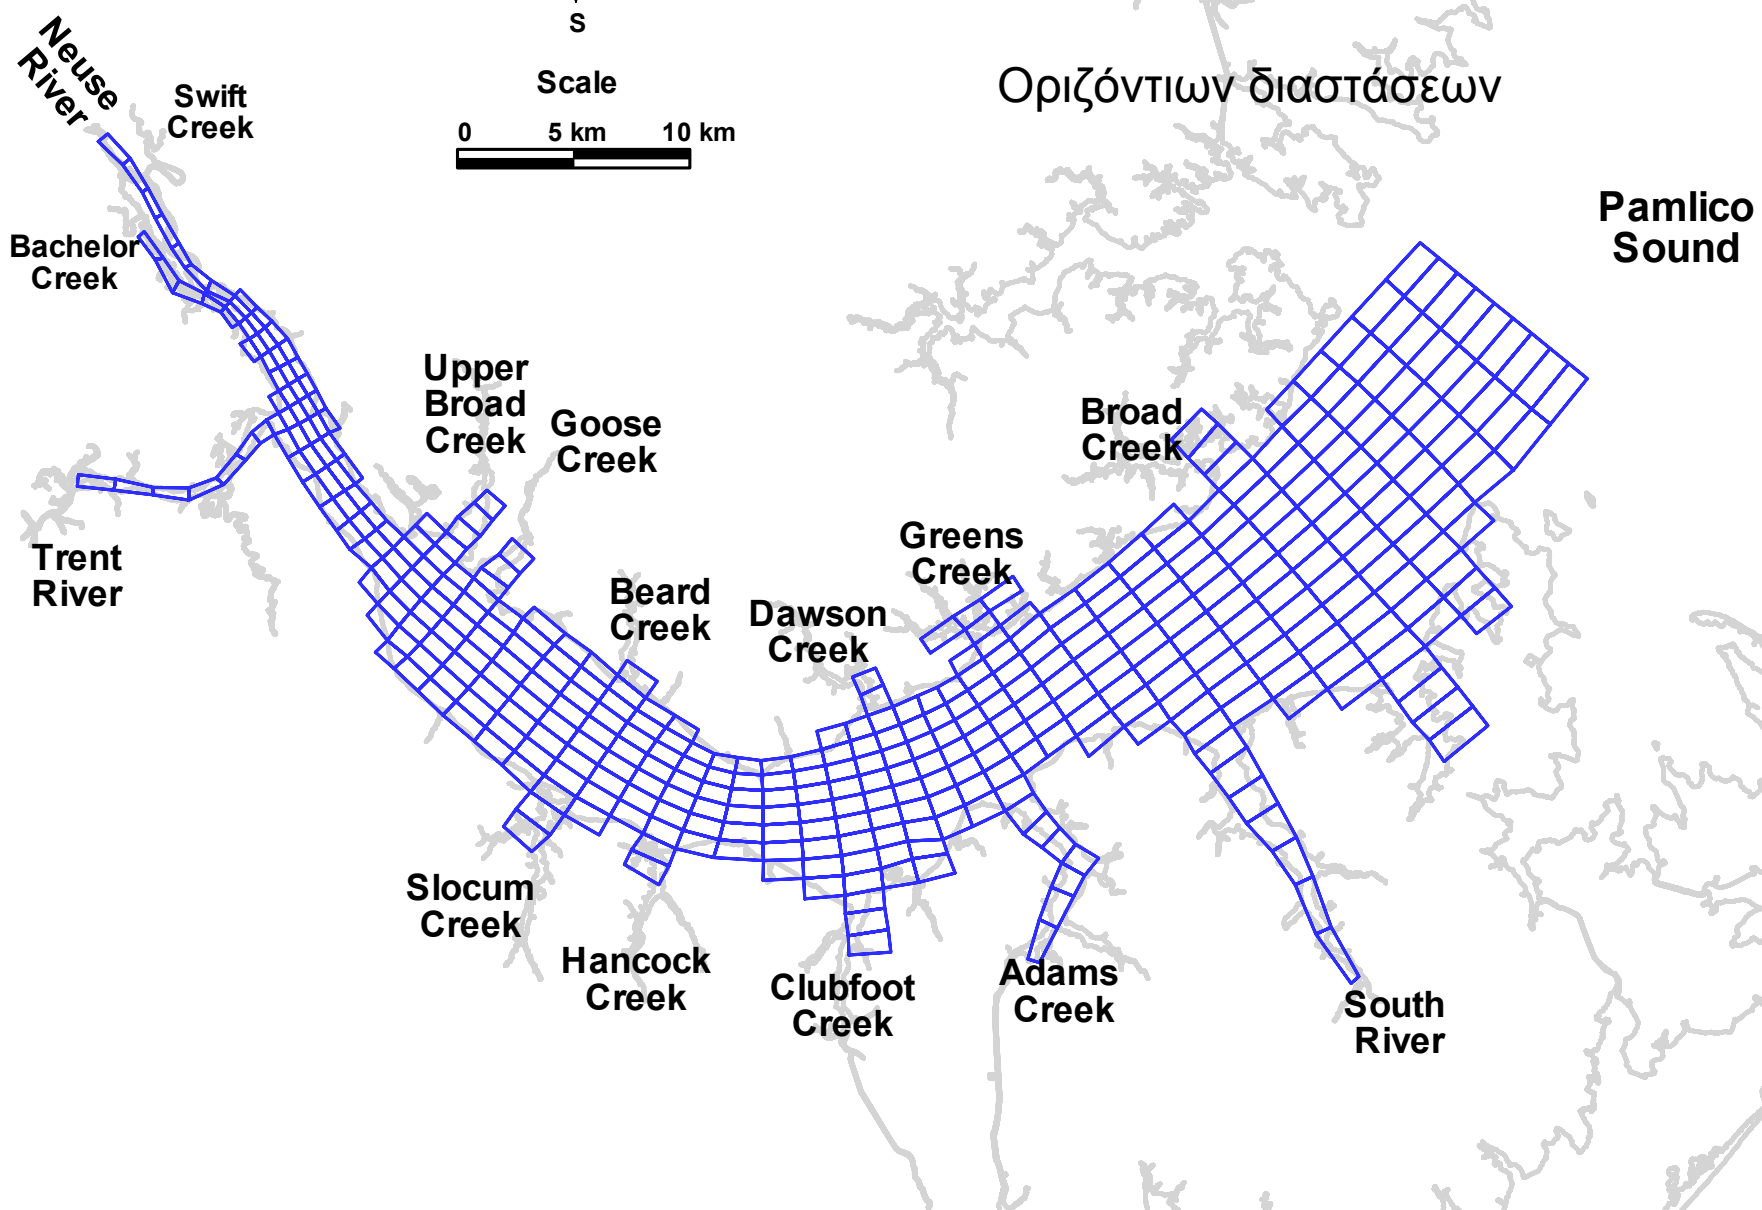 S
Neuse
River
Swift
Creek
Scale
0 5 km 10 km
Οριζόντιων διαστάσεων
Pamlico
Sound
Bachelor
Creek
Upper
Broad
Creek
Goose
Creek
Broad
Creek
Trent
River
Greens
Creek
Beard
Creek
Dawson
Creek
Slocum
Creek
Hancock
Creek
Clubfoot
Creek
Adams
Creek
South
River